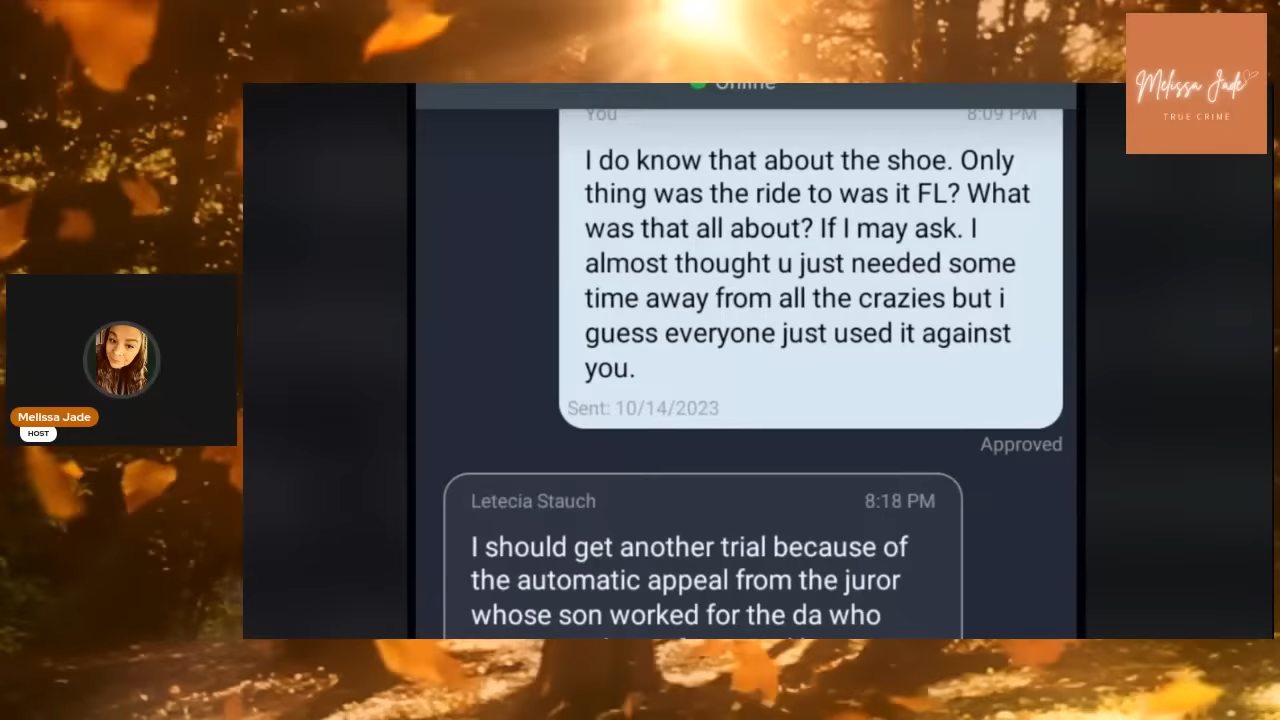 Melissa Jade
TRUE CRIME
Online
You 8:09 PM
I do know that about the shoe. Only
thing was the ride to was it FL? What
was that all about? If I may ask. I
almost thought u just needed some
time away from all the crazies but i
guess everyone just used it against
you.
Sent: 10/14/2023
Approved
Letecia Stauch 8:18 PM
I should get another trial because of
the automatic appeal from the juror
whose son worked for the da who
Melissa Jade
HOST